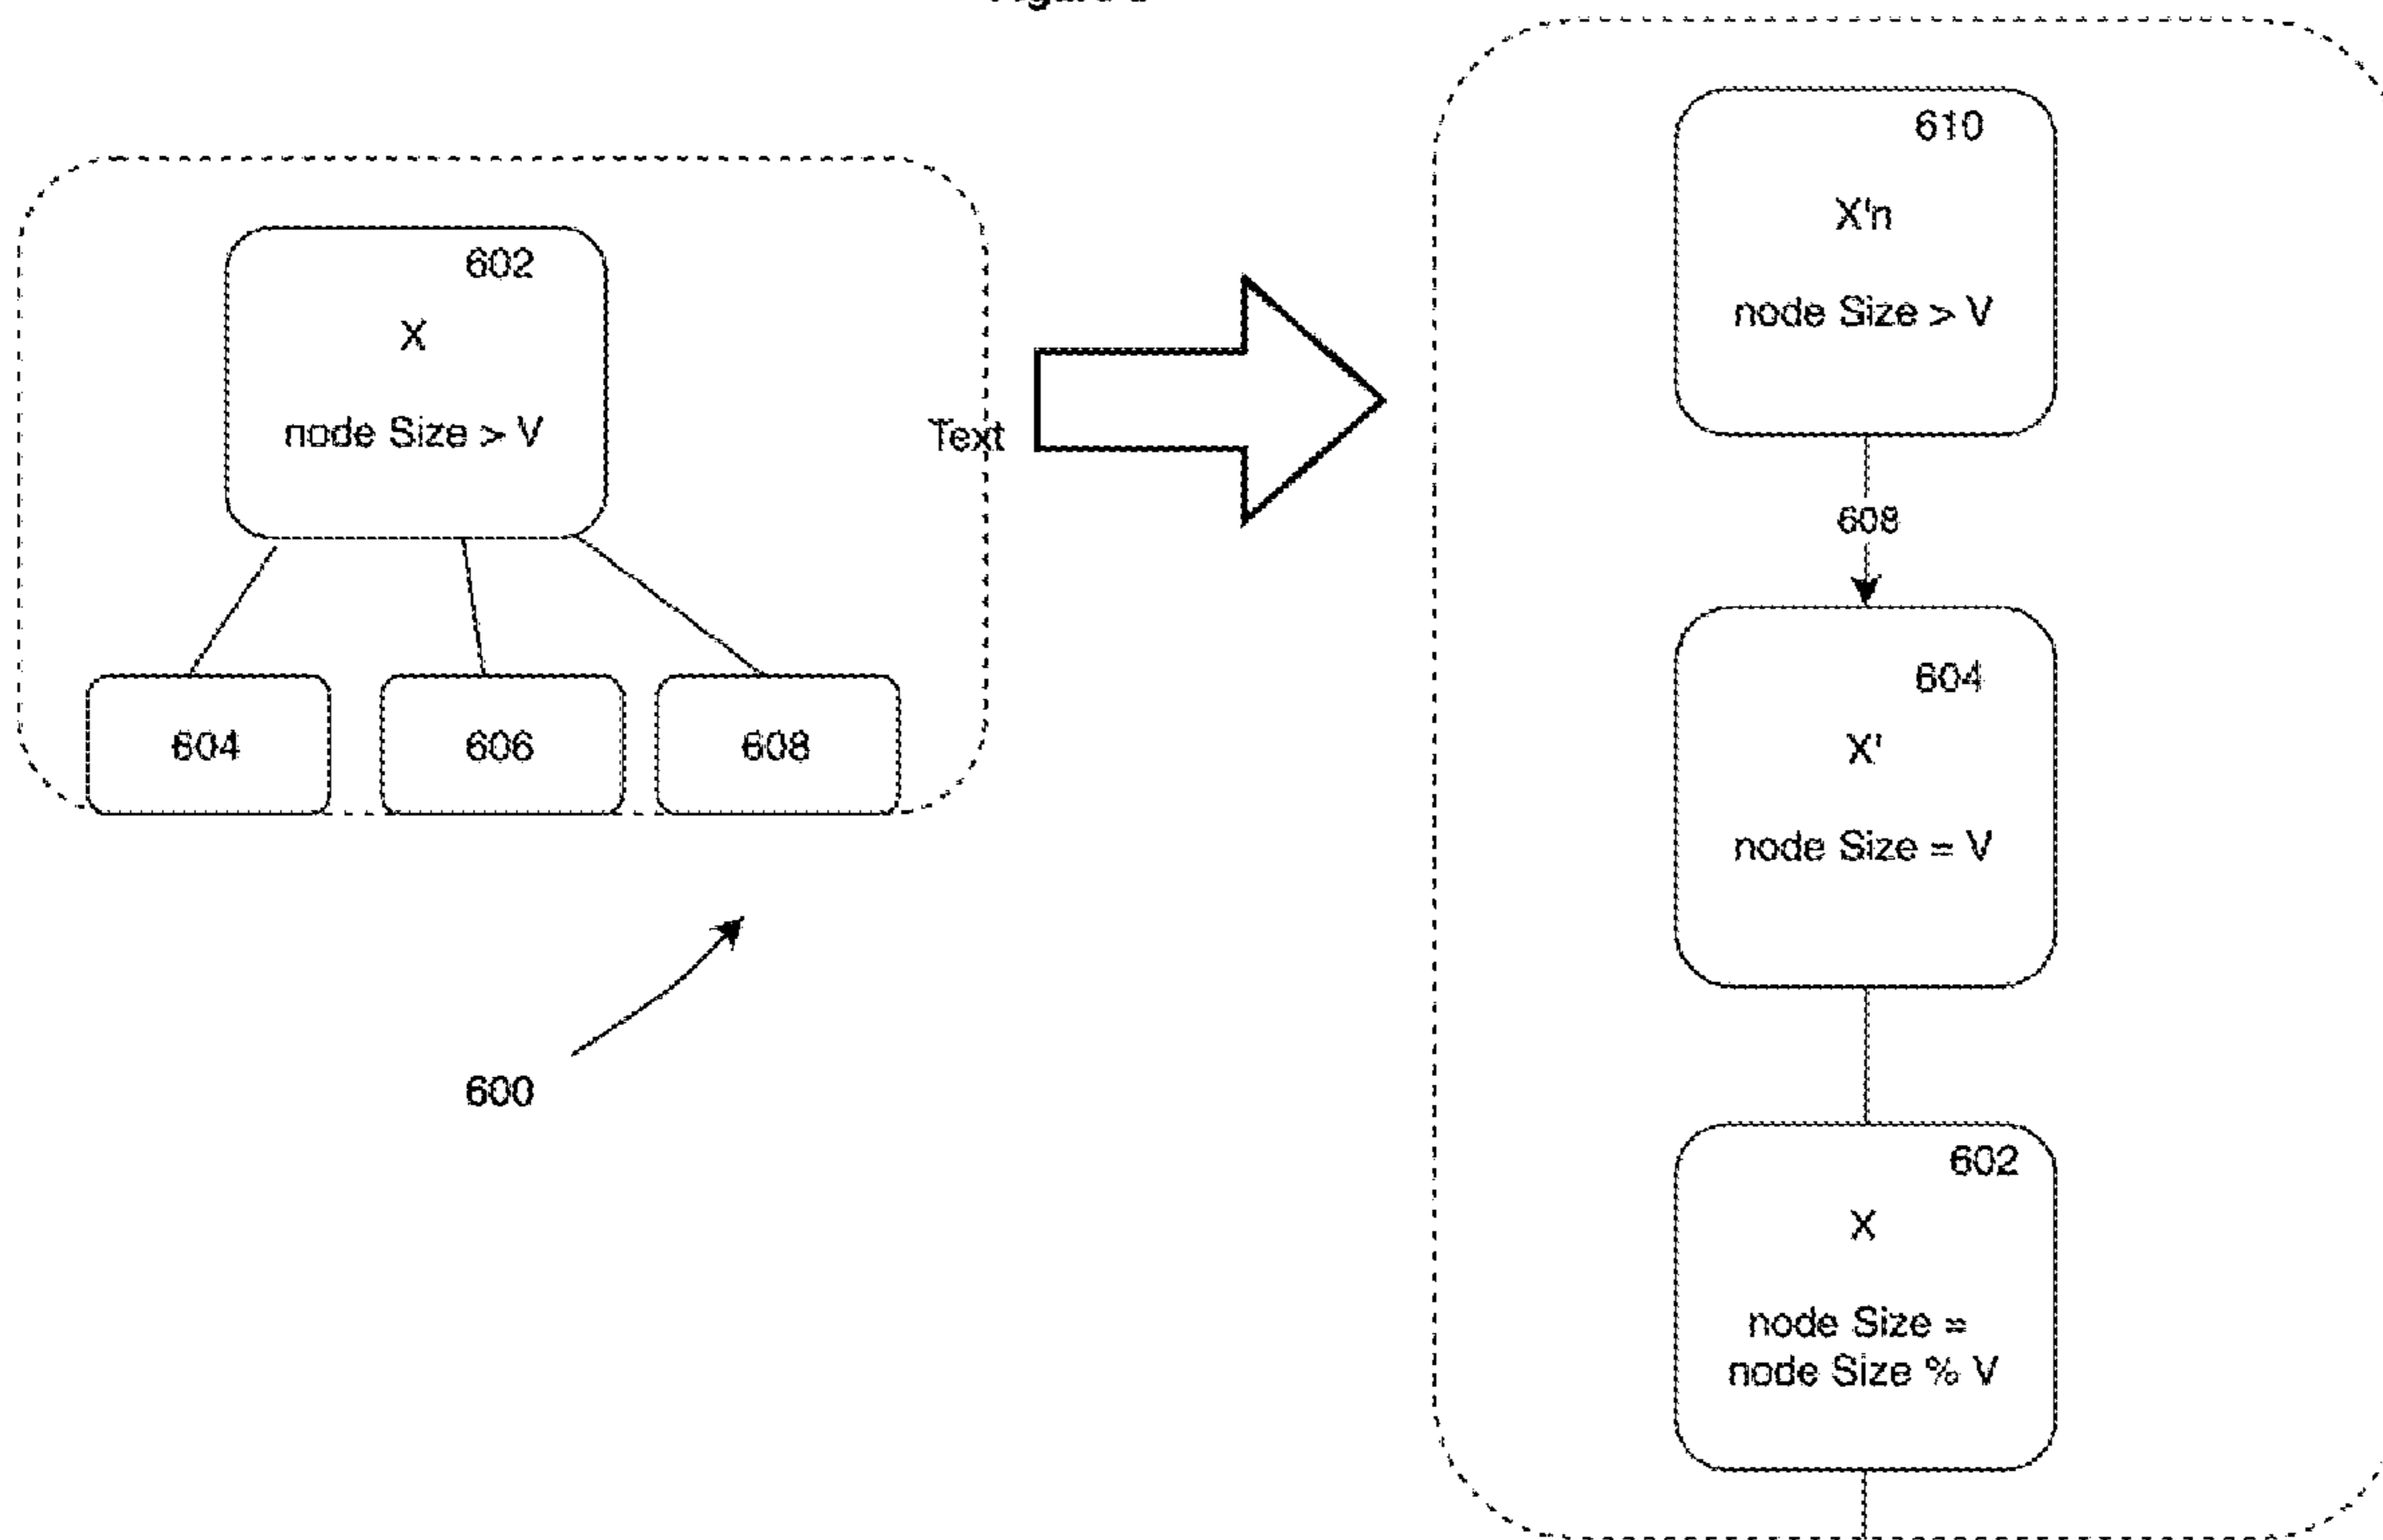 602
X
node Size > V
604
606
608
600
Text
610
X'n
node Size > V
608
604
X'
node Size = V
602
X
node Size =
node Size % V